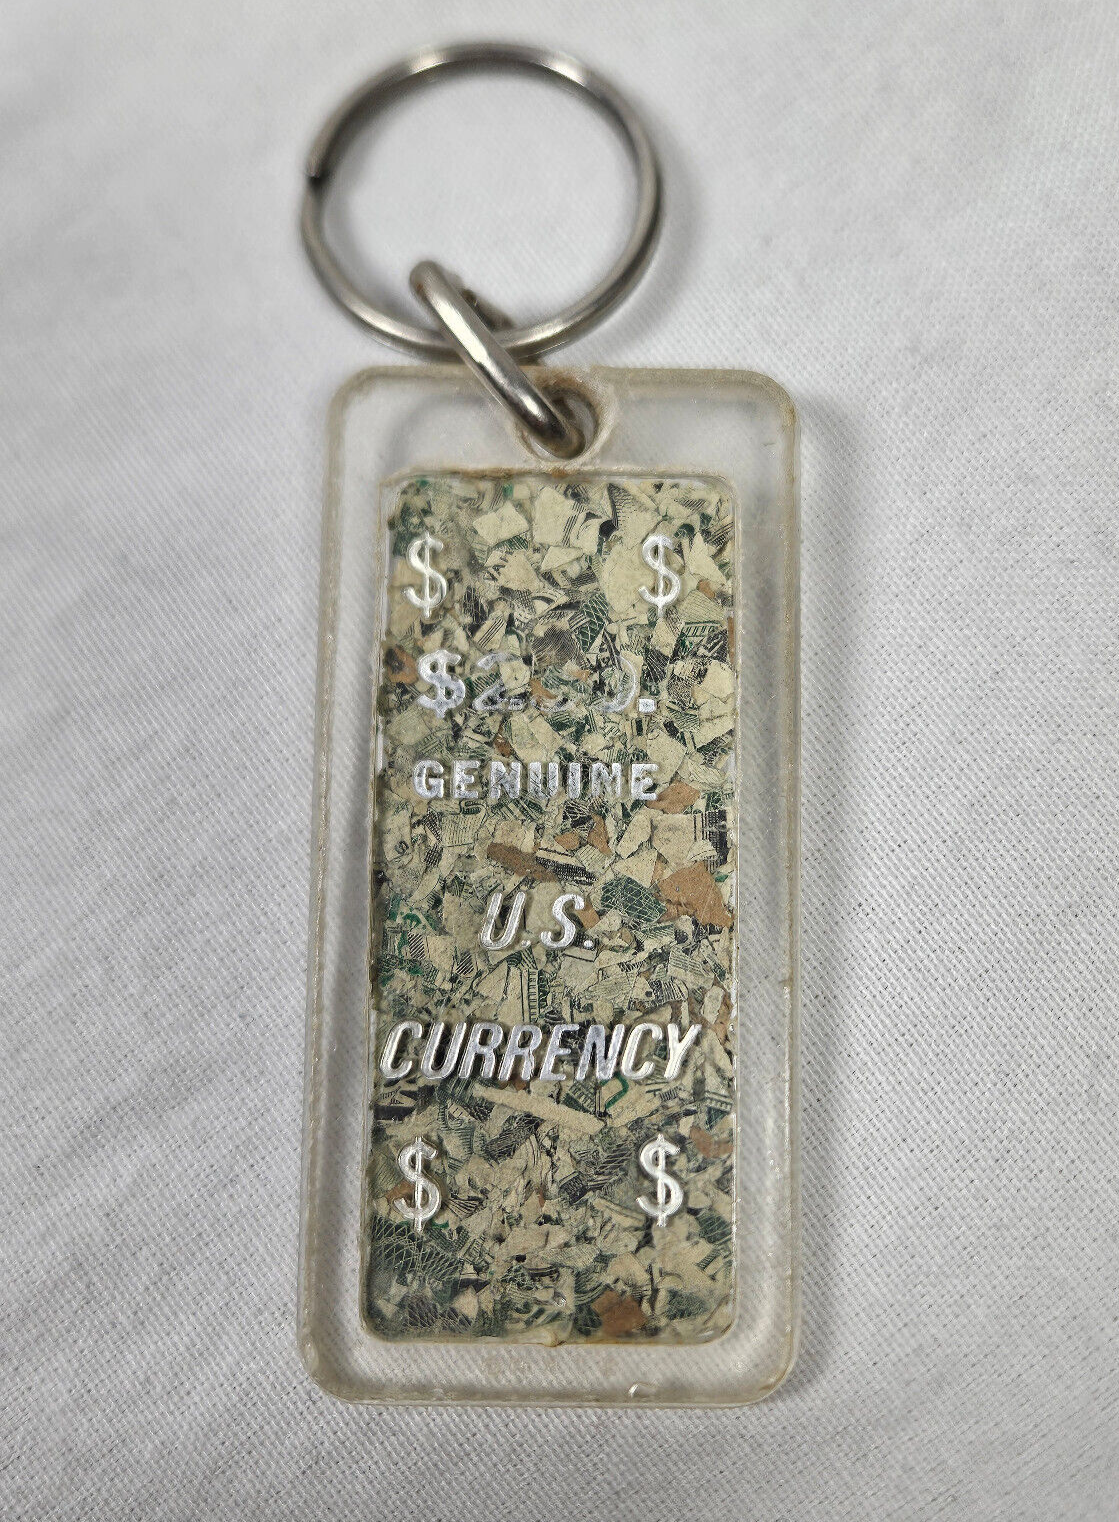 $ $
GENUINE
U.S.
CURRENCY
$ $